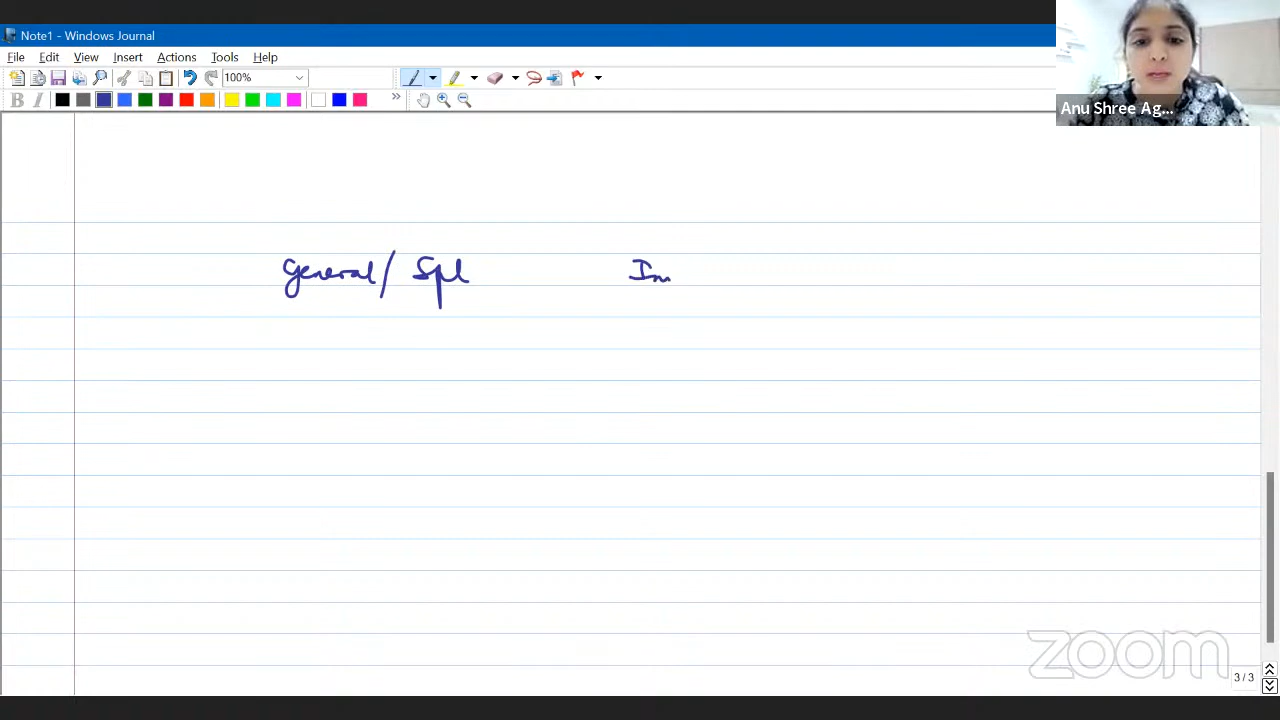 Note1 - Windows Journal
File Edit View Insert Actions Tools Help
100%
B I
Anu Shree Ag...
General/ Spl Im
zoom
3 / 3